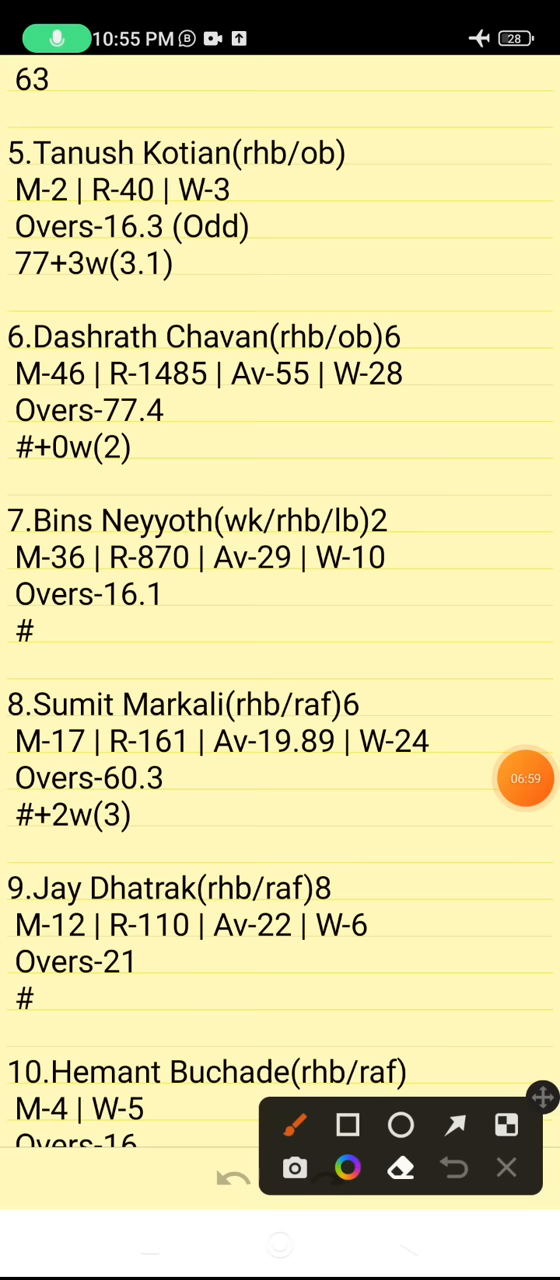 10:55 PM
28
63
5.Tanush Kotian(rhb/ob)
M-2 | R-40 | W-3
Overs-16.3 (Odd)
77+3w(3.1)
6.Dashrath Chavan(rhb/ob)6
M-46 | R-1485 | Av-55 | W-28
Overs-77.4
#+0w(2)
7.Bins Neyyoth(wk/rhb/lb)2
M-36 | R-870 | Av-29 | W-10
Overs-16.1
#
8.Sumit Markali(rhb/raf)6
M-17 | R-161 | Av-19.89 | W-24
Overs-60.3
06:59
#+2w(3)
9.Jay Dhatrak(rhb/raf)8
M-12 | R-110 | Av-22 | W-6
Overs-21
#
10.Hemant Buchade(rhb/raf)
M-4 | W-5
Overs-16